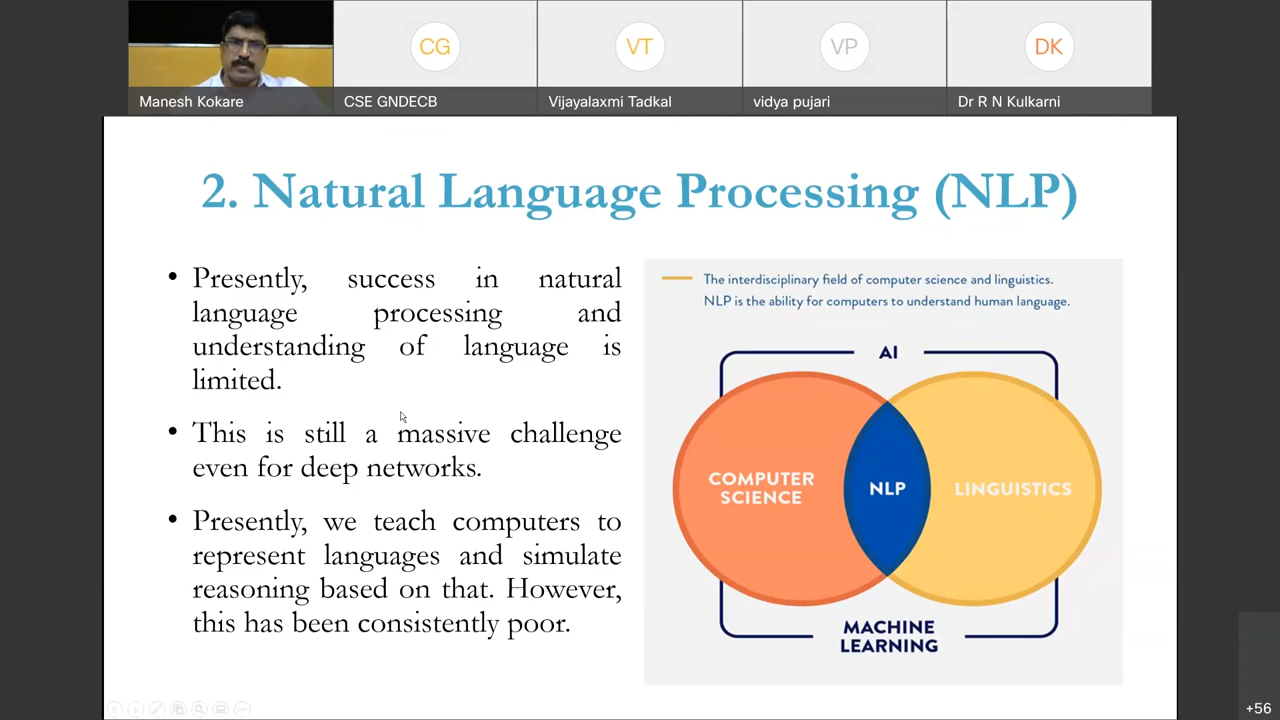 CG
VT
VP
DK
Manesh Kokare
CSE GNDECB
Vijayalaxmi Tadkal
vidya pujari
Dr R N Kulkarni
2. Natural Language Processing (NLP)
• Presently, success in natural
language processing and
understanding of language is
limited.
• This is still a massive challenge
even for deep networks.
• Presently, we teach computers to
represent languages and simulate
reasoning based on that. However,
this has been consistently poor.
The interdisciplinary field of computer science and linguistics.
NLP is the ability for computers to understand human language.
AI
COMPUTER
SCIENCE
NLP
LINGUISTICS
MACHINE
LEARNING
+56